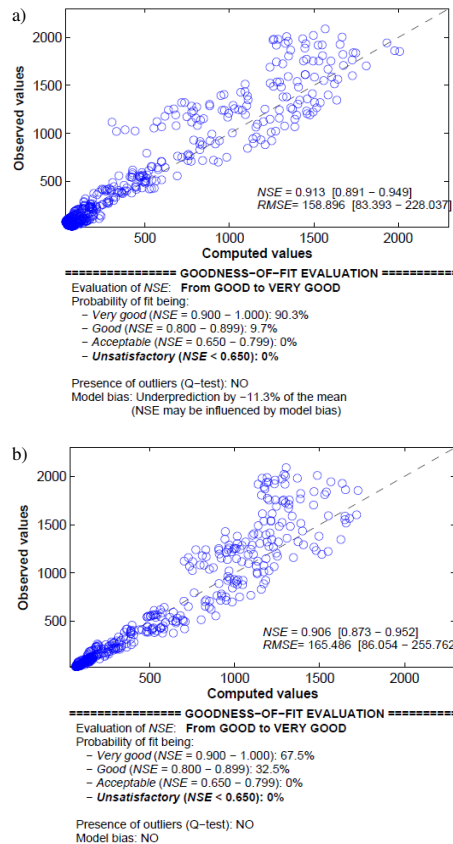 a)
2000
1500
1000
500
Observed values
NSE = 0.913 [0.891 − 0.949]
RMSE= 158.896 [83.393 − 228.037]
500 1000 1500 2000
Computed values
================ GOODNESS−OF−FIT EVALUATION ===========
Evaluation of NSE: From GOOD to VERY GOOD
Probability of fit being:
− Very good (NSE = 0.900 − 1.000): 90.3%
− Good (NSE = 0.800 − 0.899): 9.7%
− Acceptable (NSE = 0.650 − 0.799): 0%
− Unsatisfactory (NSE < 0.650): 0%
Presence of outliers (Q−test): NO
Model bias: Underprediction by −11.3% of the mean
(NSE may be influenced by model bias)
b)
2000
1500
1000
500
Observed values
NSE = 0.906 [0.873 − 0.952]
RMSE= 165.486 [86.054 − 255.762
500 1000 1500 2000
Computed values
================ GOODNESS−OF−FIT EVALUATION ==========
Evaluation of NSE: From GOOD to VERY GOOD
Probability of fit being:
− Very good (NSE = 0.900 − 1.000): 67.5%
− Good (NSE = 0.800 − 0.899): 32.5%
− Acceptable (NSE = 0.650 − 0.799): 0%
− Unsatisfactory (NSE < 0.650): 0%
Presence of outliers (Q−test): NO
Model bias: NO